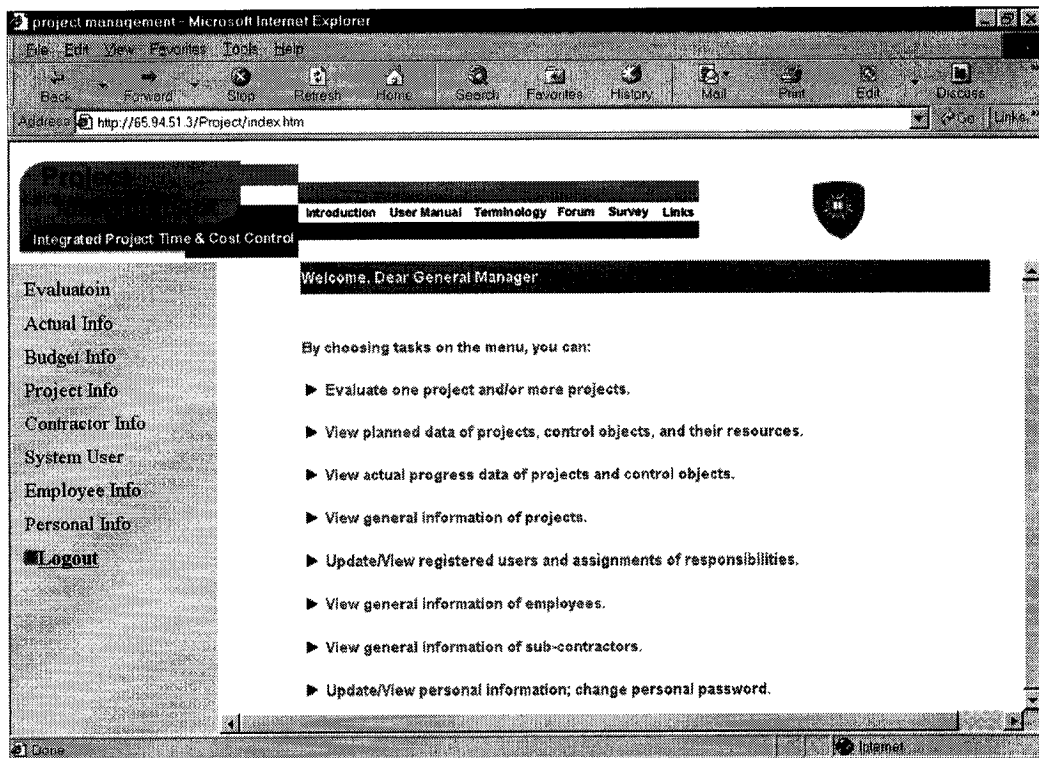 project management - Microsoft Internet Explorer
File Edit View Favorites Tools Help
Back Forward Stop Refresh Home Search Favorites History Mail Print Edit Discuss
Address http://65.94.51.3/Project/index.htm Go Links
Project
Introduction User Manual Terminology Forum Survey Links
Integrated Project Time & Cost Control
Welcome, Dear General Manager
Evaluatoin
Actual Info
Budget Info
Project Info
Contractor Info
System User
Employee Info
Personal Info
Logout
By choosing tasks on the menu, you can:
► Evaluate one project and/or more projects.
► View planned data of projects, control objects, and their resources.
► View actual progress data of projects and control objects.
► View general information of projects.
► Update/View registered users and assignments of responsibilities.
► View general information of employees.
► View general information of sub-contractors.
► Update/View personal information; change personal password.
Done Internet